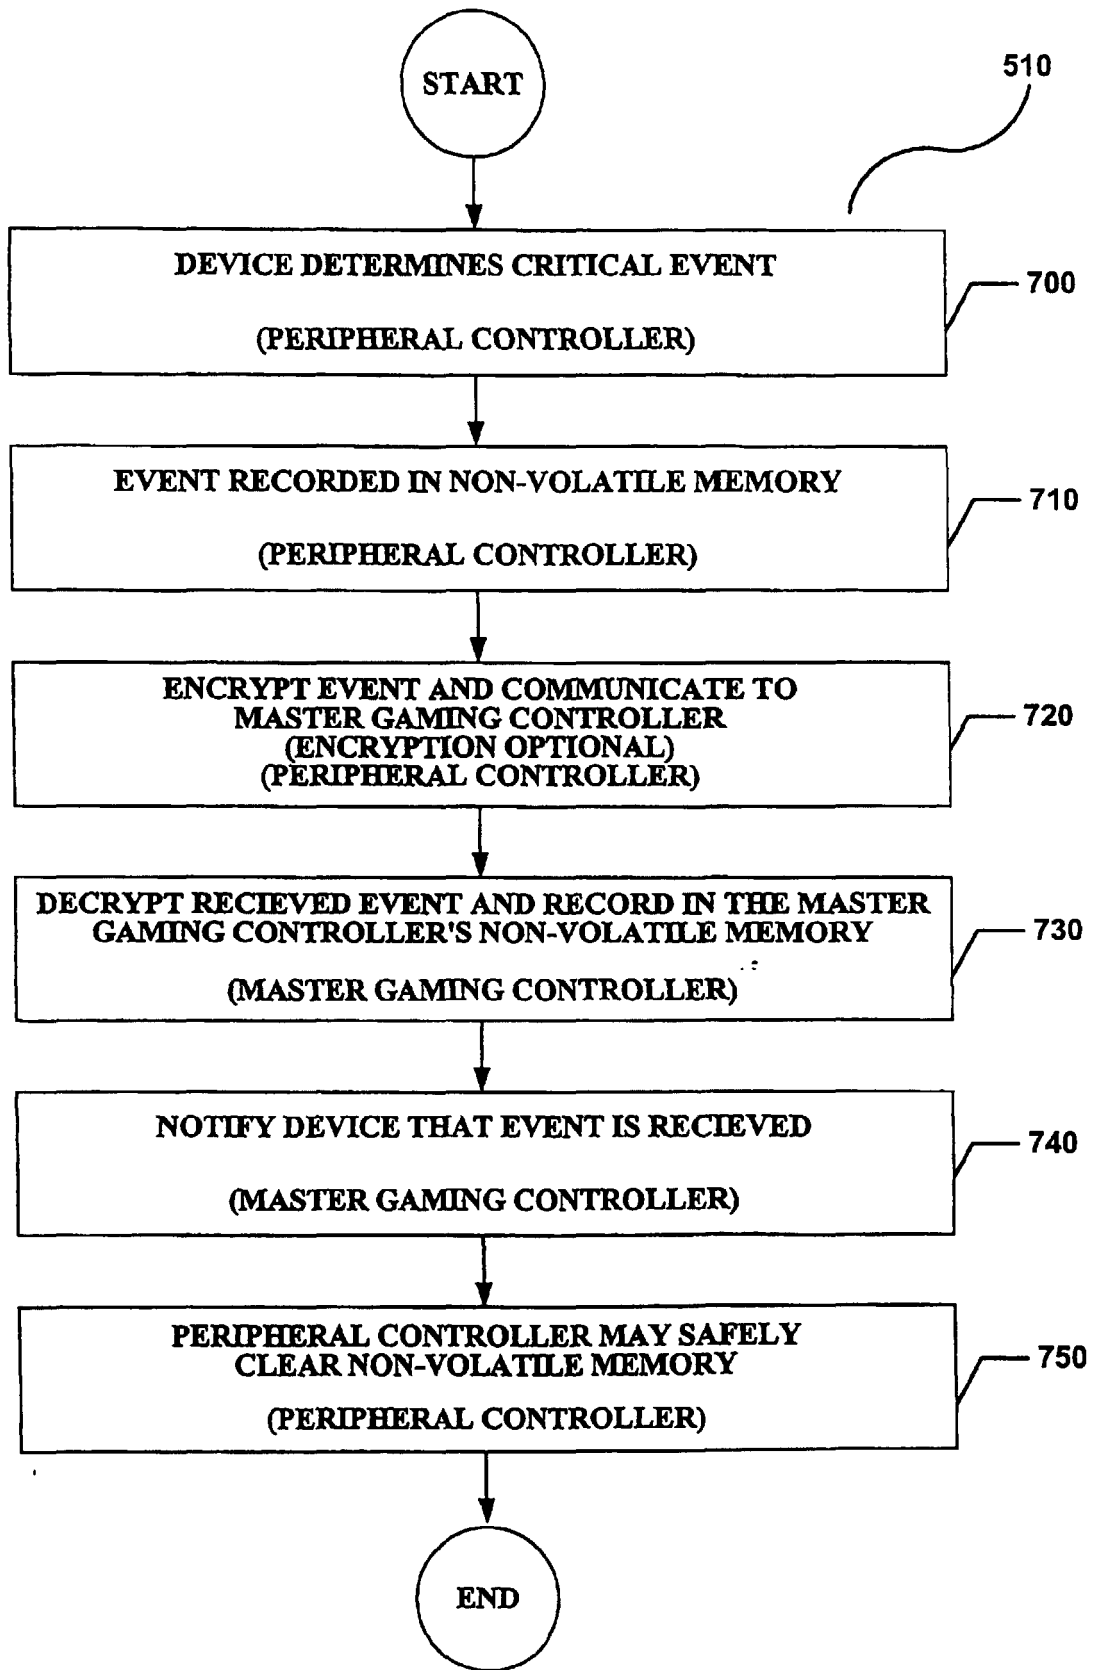 START
510
DEVICE DETERMINES CRITICAL EVENT
(PERIPHERAL CONTROLLER)
700
EVENT RECORDED IN NON-VOLATILE MEMORY
(PERIPHERAL CONTROLLER)
710
ENCRYPT EVENT AND COMMUNICATE TO
MASTER GAMING CONTROLLER
(ENCRYPTION OPTIONAL)
(PERIPHERAL CONTROLLER)
720
DECRYPT RECIEVED EVENT AND RECORD IN THE MASTER
GAMING CONTROLLER'S NON-VOLATILE MEMORY
(MASTER GAMING CONTROLLER)
730
NOTIFY DEVICE THAT EVENT IS RECIEVED
(MASTER GAMING CONTROLLER)
740
PERIPHERAL CONTROLLER MAY SAFELY
CLEAR NON-VOLATILE MEMORY
(PERIPHERAL CONTROLLER)
750
END